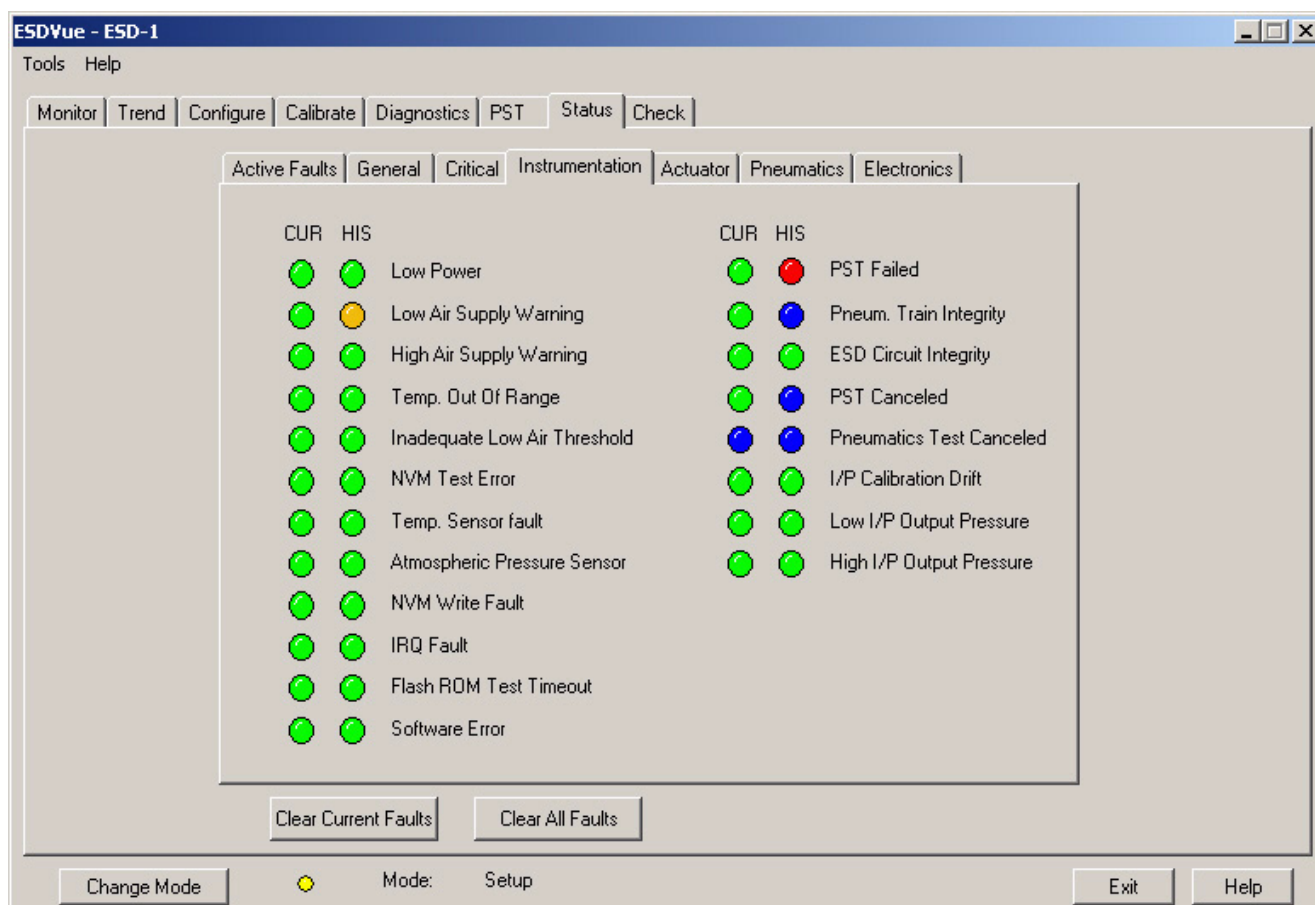 ESDVue - ESD-1
Tools Help
Monitor Trend Configure Calibrate Diagnostics PST Status Check
Active Faults General Critical Instrumentation Actuator Pneumatics Electronics
CUR HIS CUR HIS
Low Power PST Failed
Low Air Supply Warning Pneum. Train Integrity
High Air Supply Warning ESD Circuit Integrity
Temp. Out Of Range PST Canceled
Inadequate Low Air Threshold Pneumatics Test Canceled
NVM Test Error I/P Calibration Drift
Temp. Sensor fault Low I/P Output Pressure
Atmospheric Pressure Sensor High I/P Output Pressure
NVM Write Fault
IRQ Fault
Flash ROM Test Timeout
Software Error
Clear Current Faults Clear All Faults
Change Mode Mode: Setup Exit Help